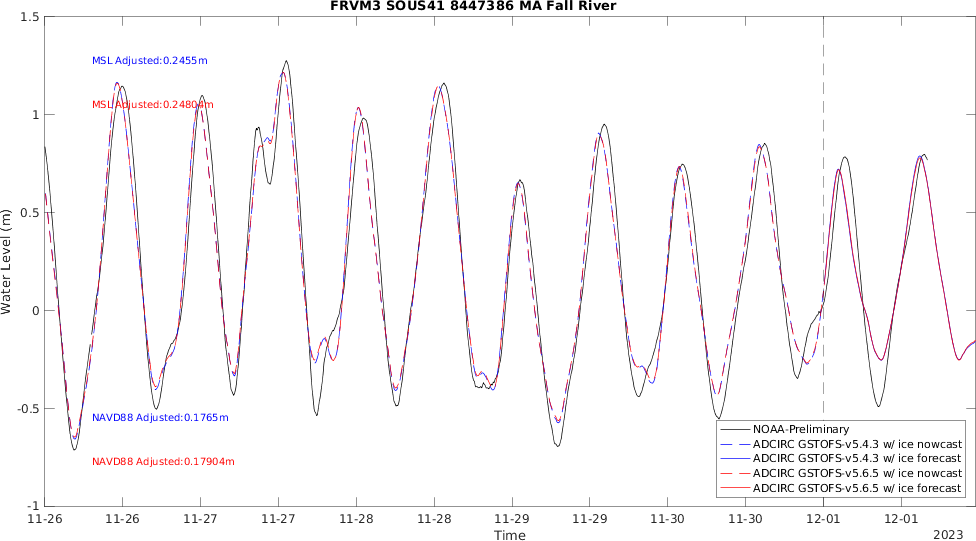 FRVM3 SOUS41 8447386 MA Fall River
1.5
1
0.5
0
-0.5
-1
Water Level (m)
MSL Adjusted:0.2455m
MSL Adjusted:0.24804m
NAVD88 Adjusted:0.1765m
NAVD88 Adjusted:0.17904m
NOAA-Preliminary
ADCIRC GSTOFS-v5.4.3 w/ ice nowcast
ADCIRC GSTOFS-v5.4.3 w/ ice forecast
ADCIRC GSTOFS-v5.6.5 w/ ice nowcast
ADCIRC GSTOFS-v5.6.5 w/ ice forecast
11-26 11-26 11-27 11-27 11-28 11-28 11-29 11-29 11-30 11-30 12-01 12-01
Time
2023